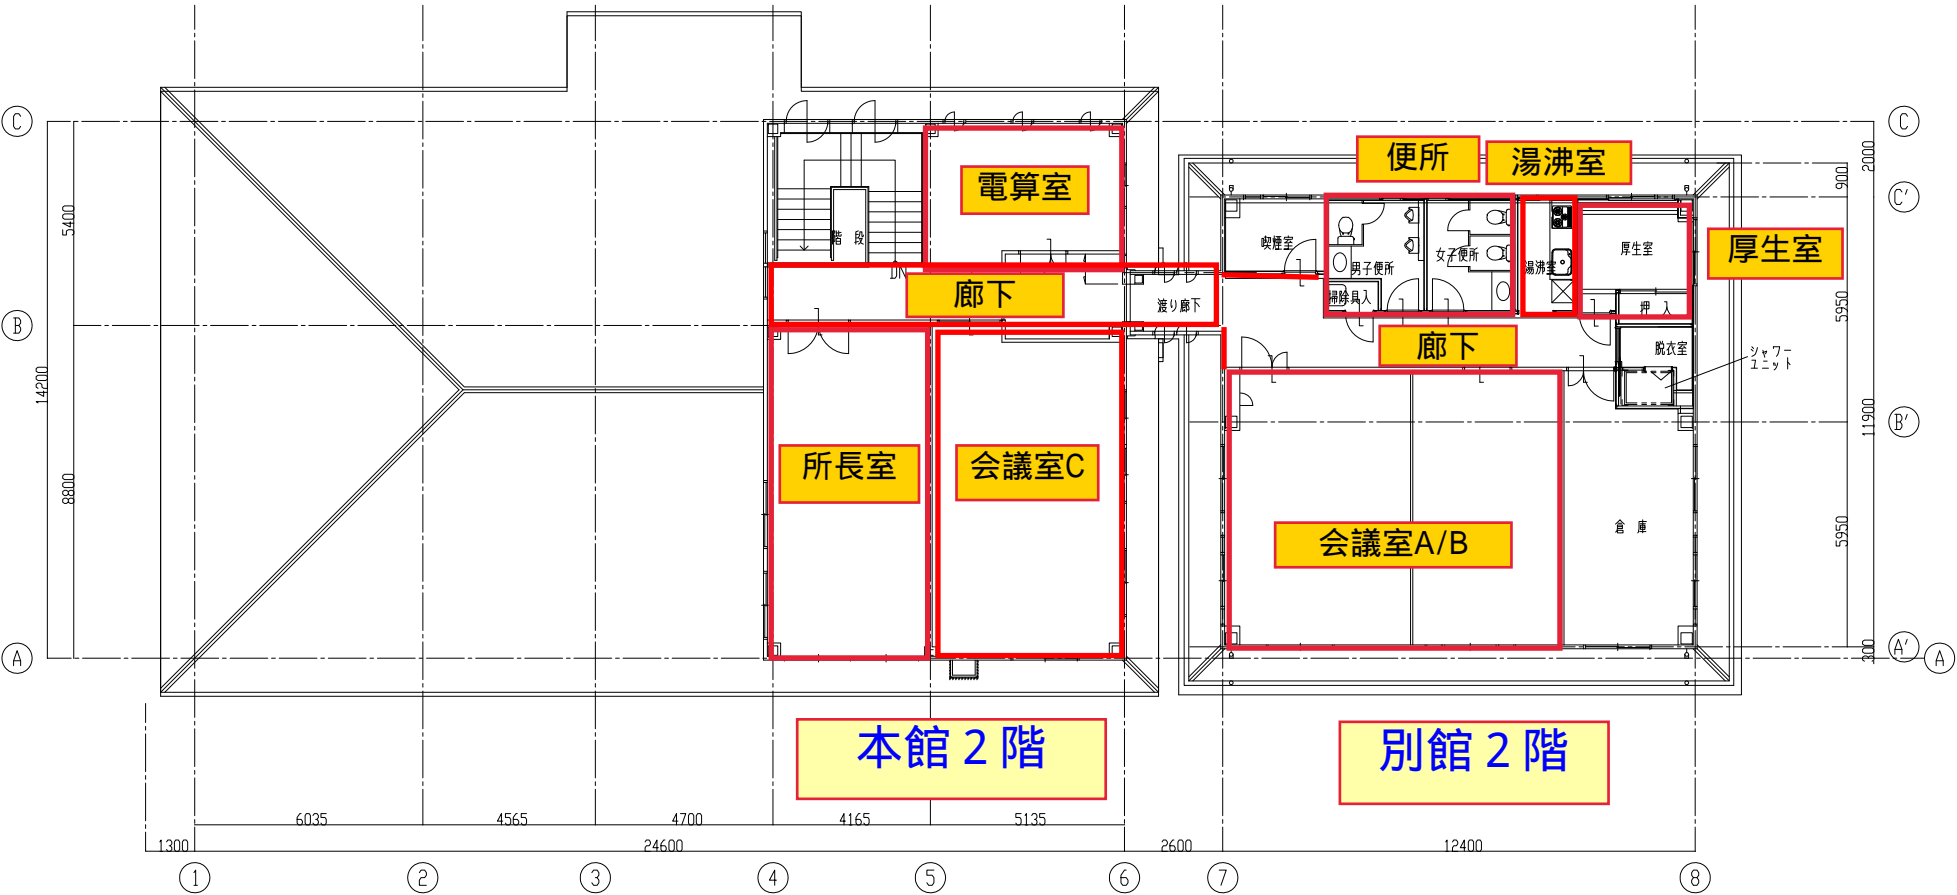 C
C
2000
900
便所
湯沸室
電算室
C'
5400
階 段
喫煙室
男子便所
女子便所
湯沸室
厚生室
厚生室
DN
廊下
渡り廊下
掃除具入
押 入
5950
B
廊下
脱衣室
シャワー
ユニット
14200
11900
B'
所長室
会議室C
8800
会議室A/B
倉 庫
5950
A
A'
300
A
本館２階
別館２階
6035
4565
4700
4165
5135
1300
24600
2600
12400
1
2
3
4
5
6
7
8